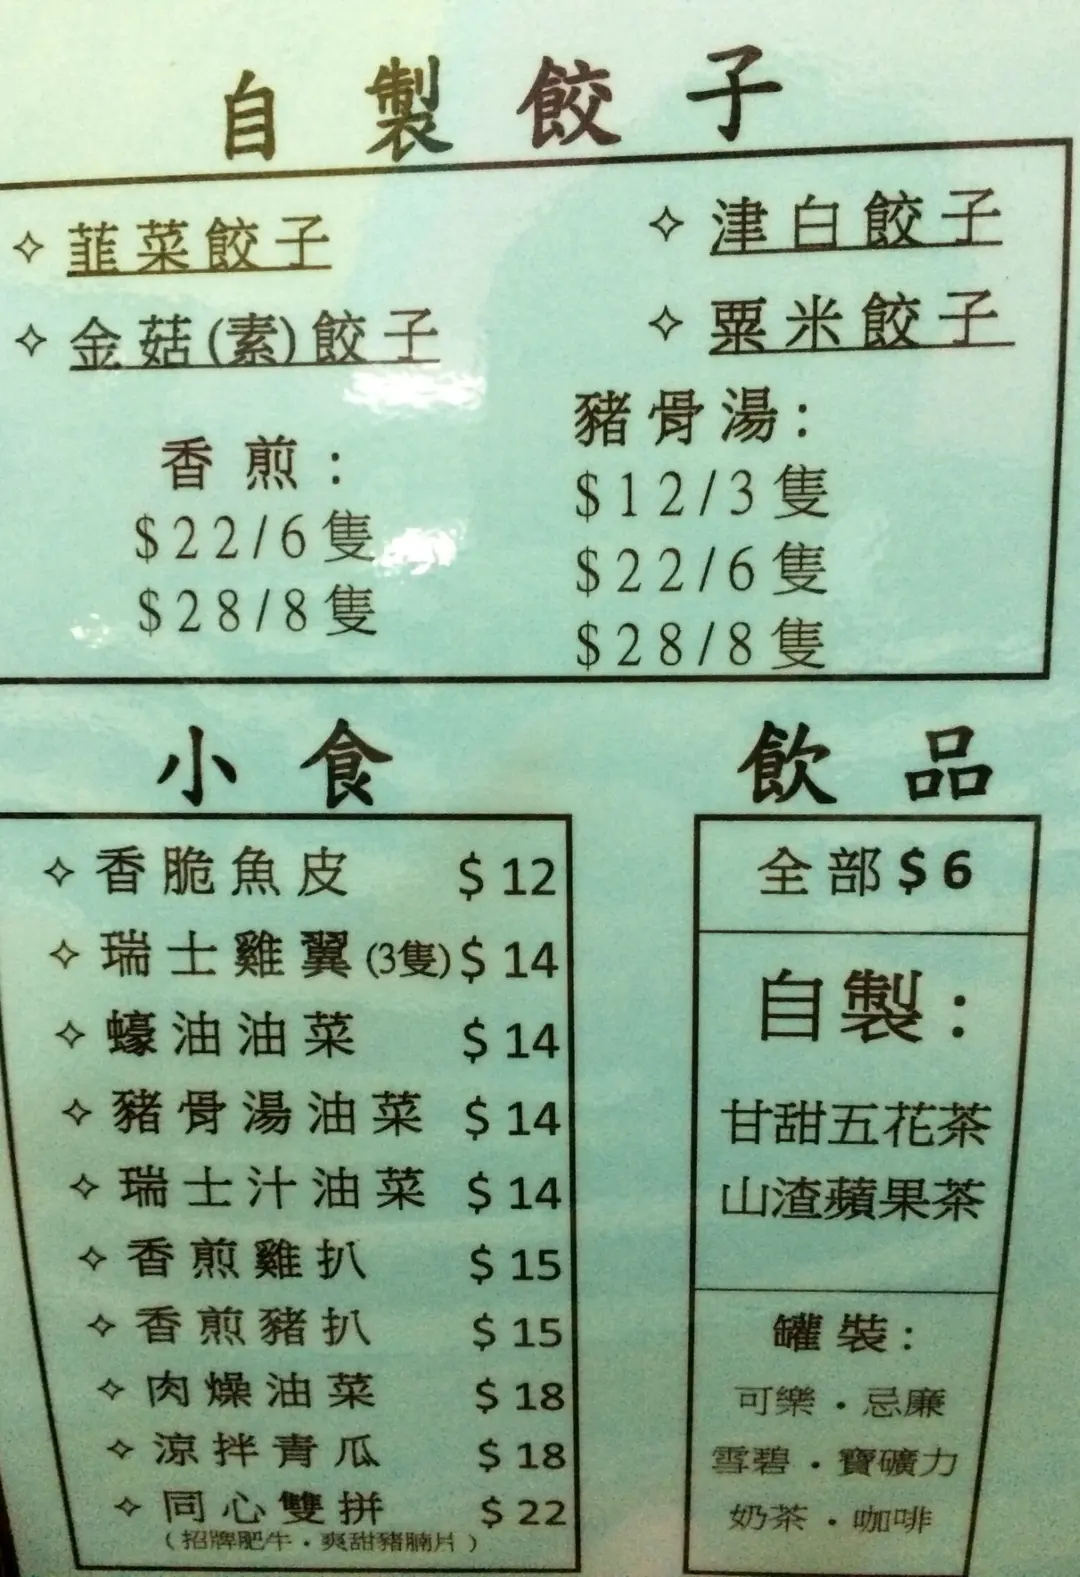 自製餃子
✧ 韮菜餃子
✧ 津白餃子
✧ 金菇(素)餃子
✧ 粟米餃子
香煎：
$22/6隻
$28/8隻
豬骨湯：
$12/3隻
$22/6隻
$28/8隻
小食
✧ 香脆魚皮 $12
✧ 瑞士雞翼(3隻) $14
✧ 蠔油油菜 $14
✧ 豬骨湯油菜 $14
✧ 瑞士汁油菜 $14
✧ 香煎雞扒 $15
✧ 香煎豬扒 $15
✧ 肉燥油菜 $18
✧ 涼拌青瓜 $18
✧ 同心雙拼 $22
（招牌肥牛．爽甜豬腩片）
飲品
全部$6
自製：
甘甜五花茶
山渣蘋果茶
罐裝：
可樂．忌廉
雪碧．寶礦力
奶茶．咖啡